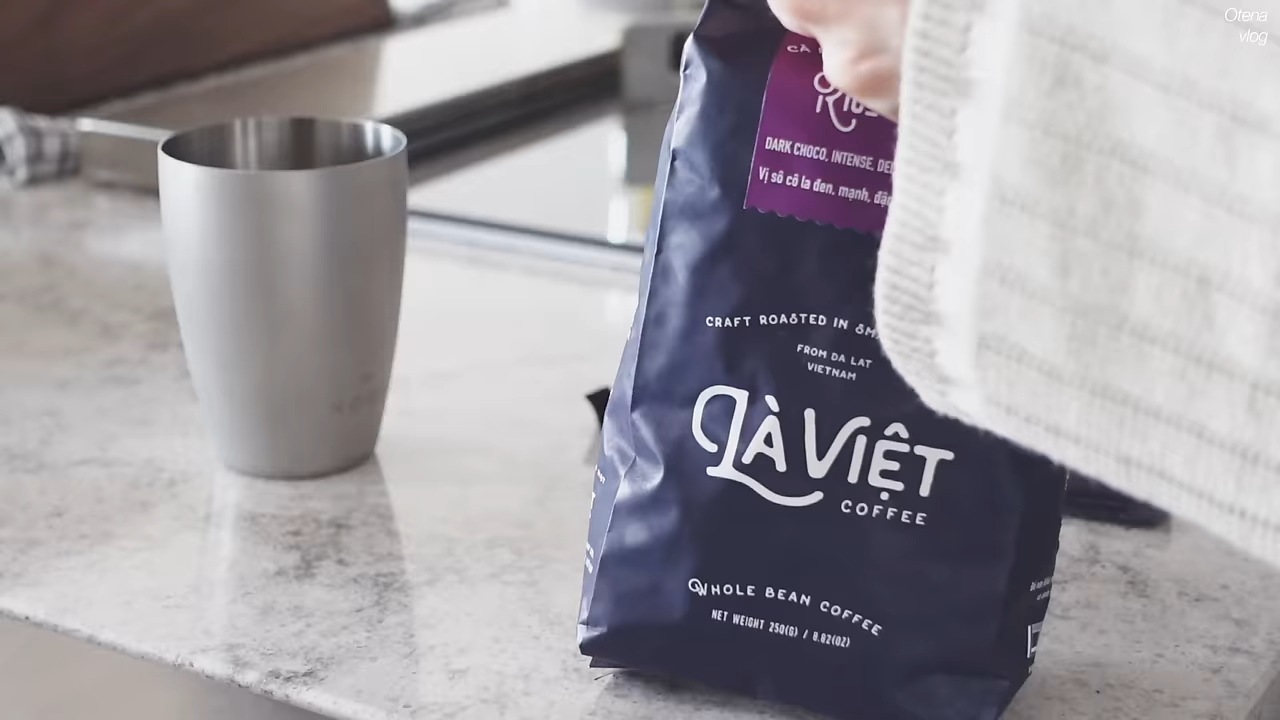 Otena
vlog
CÀ
DARK CHOCO, INTENSE,
Vị sô cô la đen, mạnh,
CRAFT ROASTED IN
FROM DA LAT
VIETNAM
LÀ VIỆT
COFFEE
WHOLE BEAN COFFEE
NET WEIGHT 250(G) / 8.82(OZ)